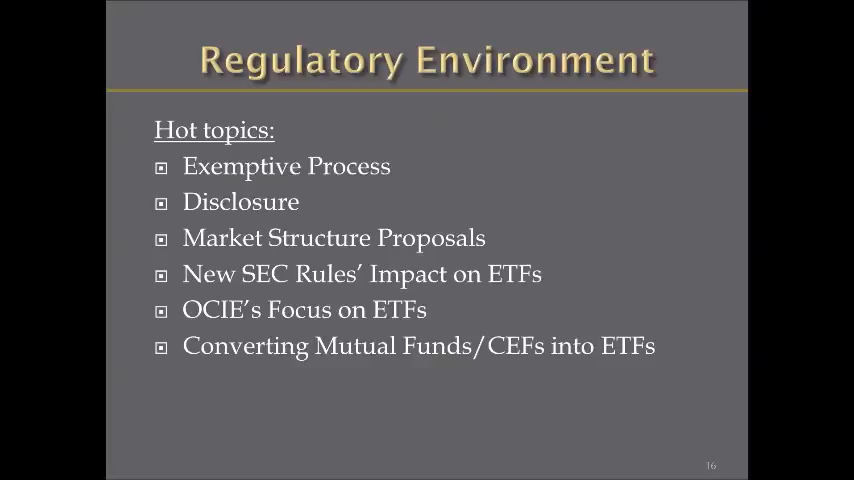 Regulatory Environment
Hot topics:
Exemptive Process
Disclosure
Market Structure Proposals
New SEC Rules’ Impact on ETFs
OCIE’s Focus on ETFs
Converting Mutual Funds/CEFs into ETFs
16